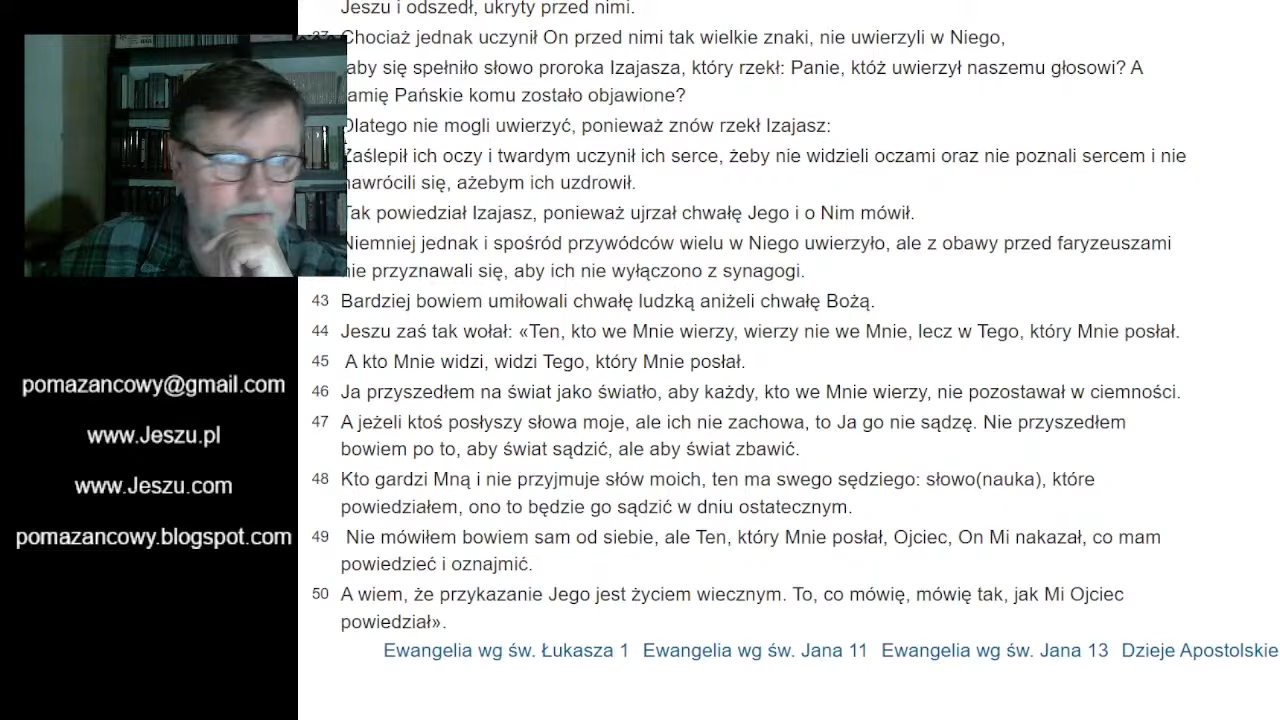 Jeszu i odszedł, ukryty przed nimi.
Chociaż jednak uczynił On przed nimi tak wielkie znaki, nie uwierzyli w Niego,
aby się spełniło słowo proroka Izajasza, który rzekł: Panie, któż uwierzył naszemu głosowi? A
ramię Pańskie komu zostało objawione?
Dlatego nie mogli uwierzyć, ponieważ znów rzekł Izajasz:
Zaślepił ich oczy i twardym uczynił ich serce, żeby nie widzieli oczami oraz nie poznali sercem i nie
nawrócili się, ażebym ich uzdrowił.
Tak powiedział Izajasz, ponieważ ujrzał chwałę Jego i o Nim mówił.
Niemniej jednak i spośród przywódców wielu w Niego uwierzyło, ale z obawy przed faryzeuszami
nie przyznawali się, aby ich nie wyłączono z synagogi.
43 Bardziej bowiem umiłowali chwałę ludzką aniżeli chwałę Bożą.
44 Jeszu zaś tak wołał: «Ten, kto we Mnie wierzy, wierzy nie we Mnie, lecz w Tego, który Mnie posłał.
45 A kto Mnie widzi, widzi Tego, który Mnie posłał.
46 Ja przyszedłem na świat jako światło, aby każdy, kto we Mnie wierzy, nie pozostawał w ciemności.
47 A jeżeli ktoś posłyszy słowa moje, ale ich nie zachowa, to Ja go nie sądzę. Nie przyszedłem
bowiem po to, aby świat sądzić, ale aby świat zbawić.
48 Kto gardzi Mną i nie przyjmuje słów moich, ten ma swego sędziego: słowo(nauka), które
powiedziałem, ono to będzie go sądzić w dniu ostatecznym.
49 Nie mówiłem bowiem sam od siebie, ale Ten, który Mnie posłał, Ojciec, On Mi nakazał, co mam
powiedzieć i oznajmić.
50 A wiem, że przykazanie Jego jest życiem wiecznym. To, co mówię, mówię tak, jak Mi Ojciec
powiedział».
Ewangelia wg św. Łukasza 1 Ewangelia wg św. Jana 11 Ewangelia wg św. Jana 13 Dzieje Apostolskie
pomazancowy@gmail.com
www.Jeszu.pl
www.Jeszu.com
pomazancowy.blogspot.com